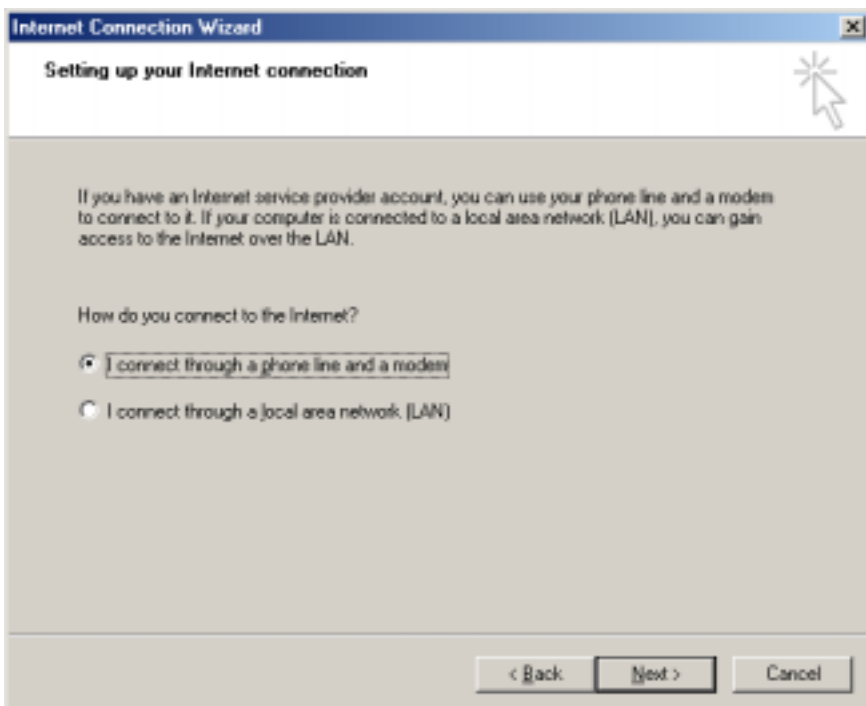 Internet Connection Wizard
Setting up your Internet connection
If you have an Internet service provider account, you can use your phone line and a modem
to connect to it. If your computer is connected to a local area network (LAN), you can gain
access to the Internet over the LAN.
How do you connect to the Internet?
I connect through a phone line and a modem
I connect through a local area network (LAN)
< Back Next > Cancel